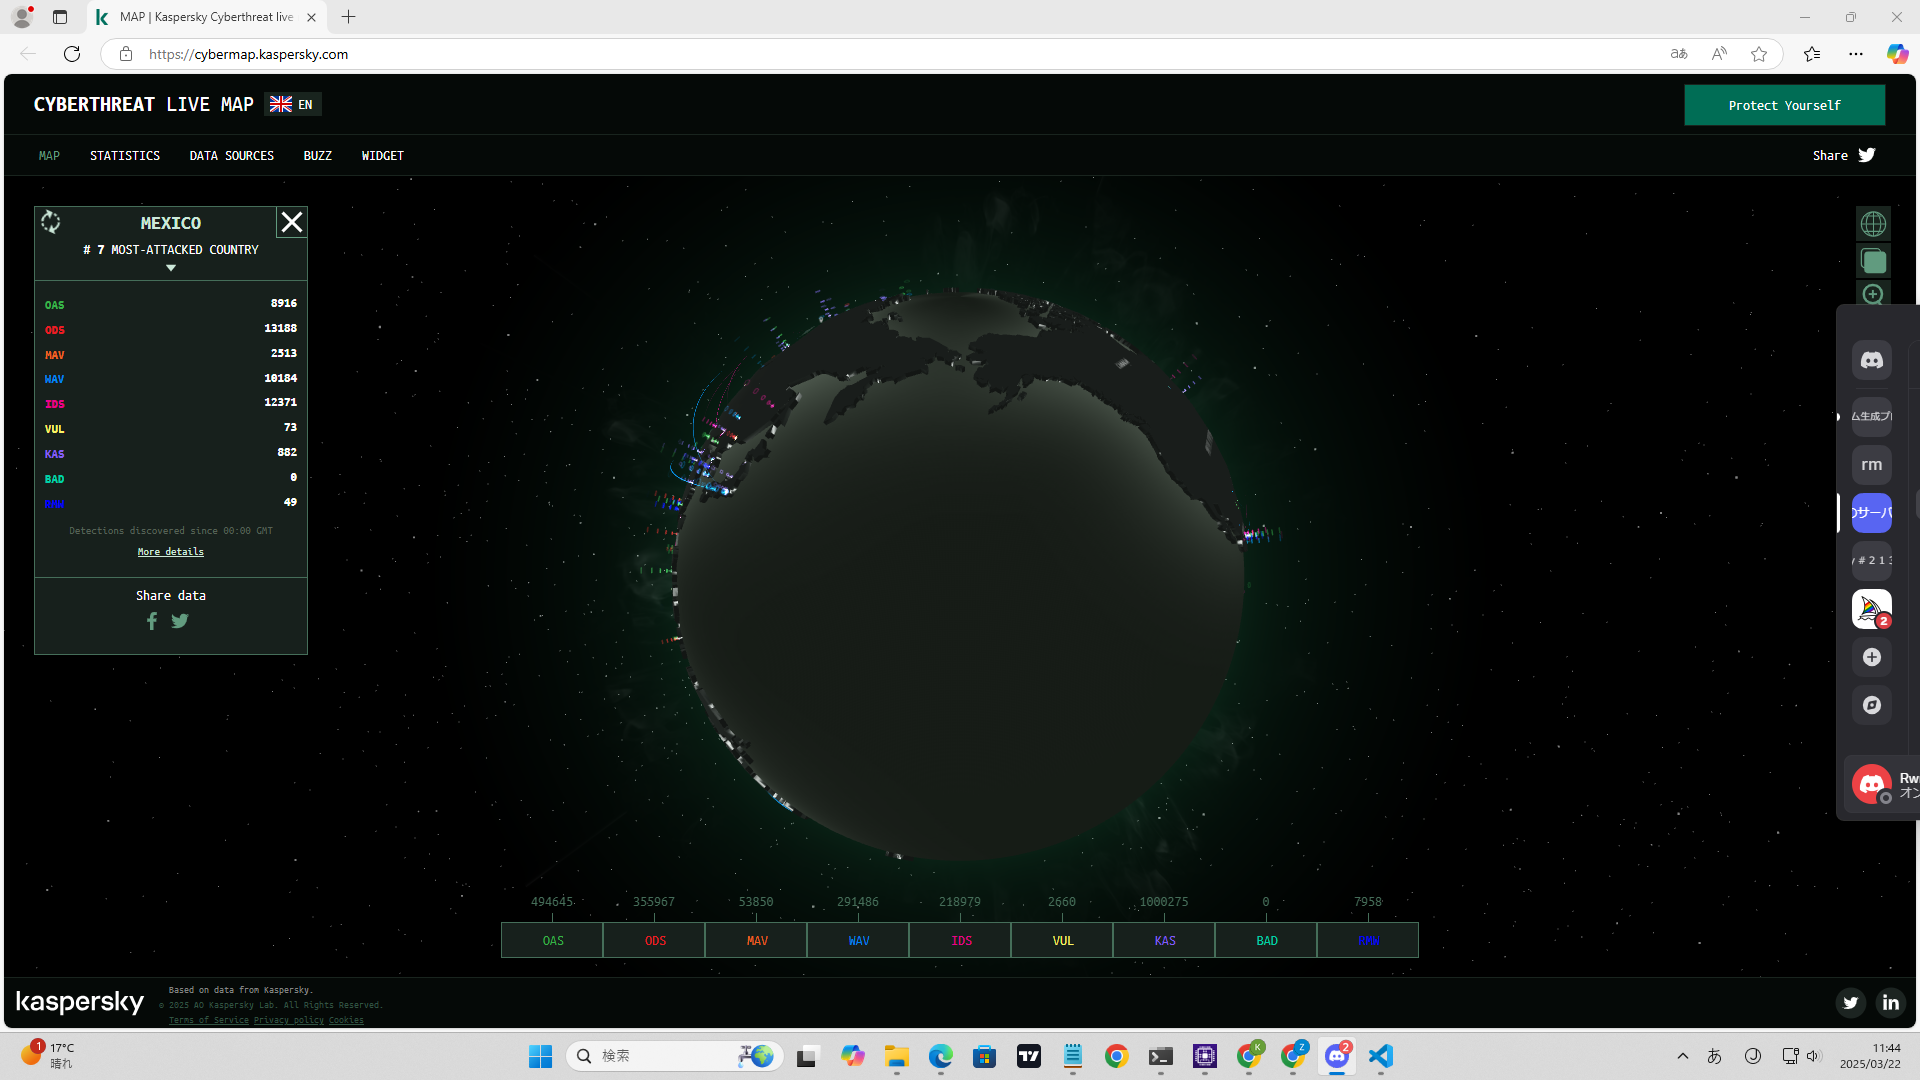 MAP | Kaspersky Cyberthreat live
https://cybermap.kaspersky.com
CYBERTHREAT LIVE MAP
EN
Protect Yourself
MAP
STATISTICS
DATA SOURCES
BUZZ
WIDGET
Share
MEXICO
# 7 MOST-ATTACKED COUNTRY
OAS 8916
ODS 13188
MAV 2513
WAV 10184
IDS 12371
VUL 73
KAS 882
BAD 0
RMW 49
Detections discovered since 00:00 GMT
More details
Share data
ム生成プ
rm
のサーバ
y # 2 1
2
Rw
オン
494645 355967 53850 291486 218979 2660 1000275 0 7958
OAS ODS MAV WAV IDS VUL KAS BAD RMW
kaspersky
Based on data from Kaspersky.
© 2025 AO Kaspersky Lab. All Rights Reserved.
Terms of Service Privacy policy Cookies
1
17°C
晴れ
検索
K
Z
2
あ
11:44
2025/03/22